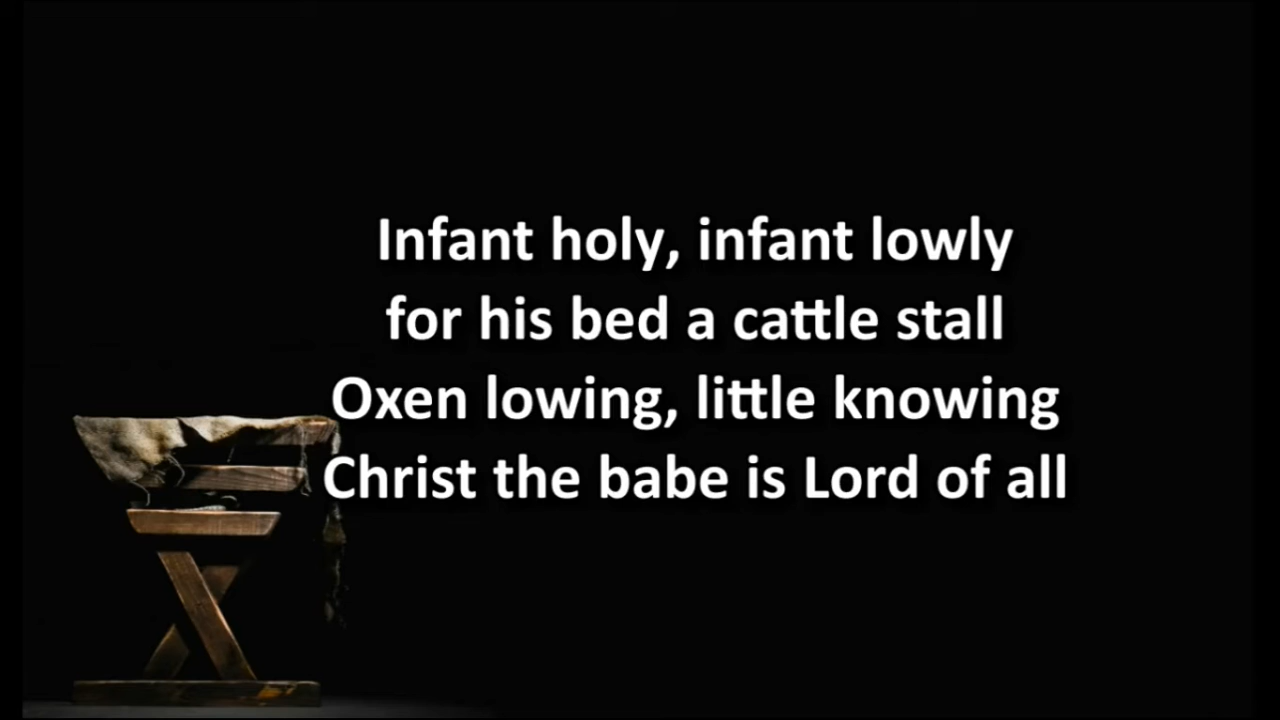 Infant holy, infant lowly
for his bed a cattle stall
Oxen lowing, little knowing
Christ the babe is Lord of all